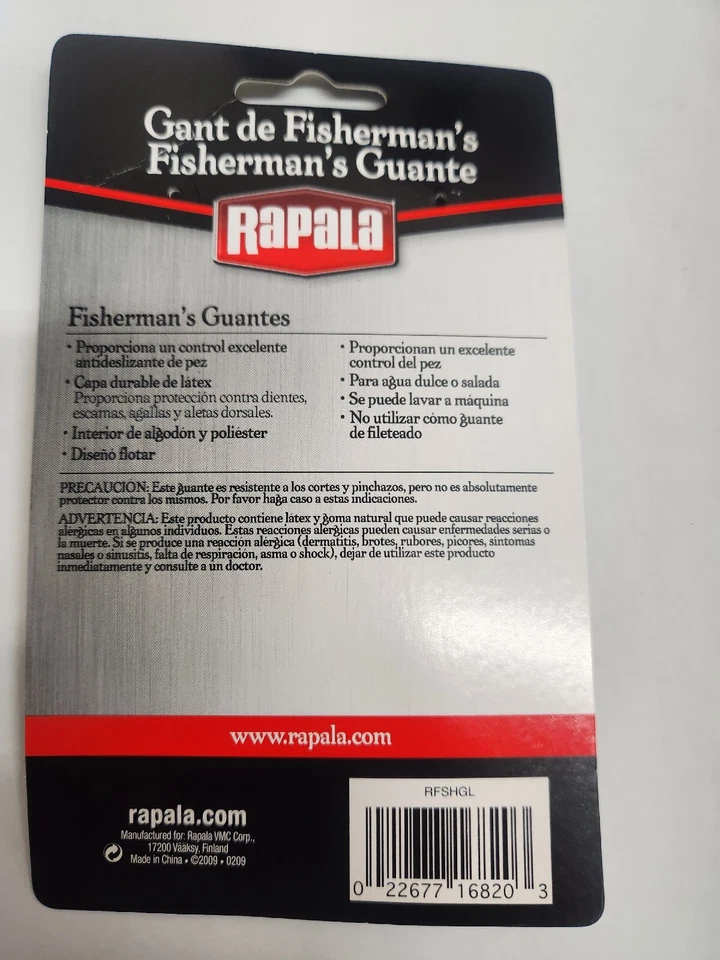 Gant de Fisherman's
Fisherman's Guante
Rapala
Fisherman's Guantes
• Proporciona un control excelente
antideslizante de pez
• Capa durable de látex
Proporciona protección contra dientes,
escamas, agallas y aletas dorsales.
• Interior de algodón y poliéster
• Diseño flotar
• Proporcionan un excelente
control del pez
• Para agua dulce o salada
• Se puede lavar a máquina
• No utilizar cómo guante
de fileteado
PRECAUCIÓN: Este guante es resistente a los cortes y pinchazos, pero no es absolutamente
protector contra los mismos. Por favor haga caso a estas indicaciones.
ADVERTENCIA: Este producto contiene látex y goma natural que puede causar reacciones
alérgicas en algunos individuos. Estas reacciones alérgicas pueden causar enfermedades serias o
la muerte. Si se produce una reacción alérgica (dermatitis, brotes, rubores, picores, síntomas
nasales o sinusitis, falta de respiración, asma o shock), dejar de utilizar este producto
inmediatamente y consulte a un doctor.
www.rapala.com
rapala.com
Manufactured for: Rapala VMC Corp.,
17200 Vääksy, Finland
Made in China • ©2009 • 0209
RFSHGL
0 22677 16820 3